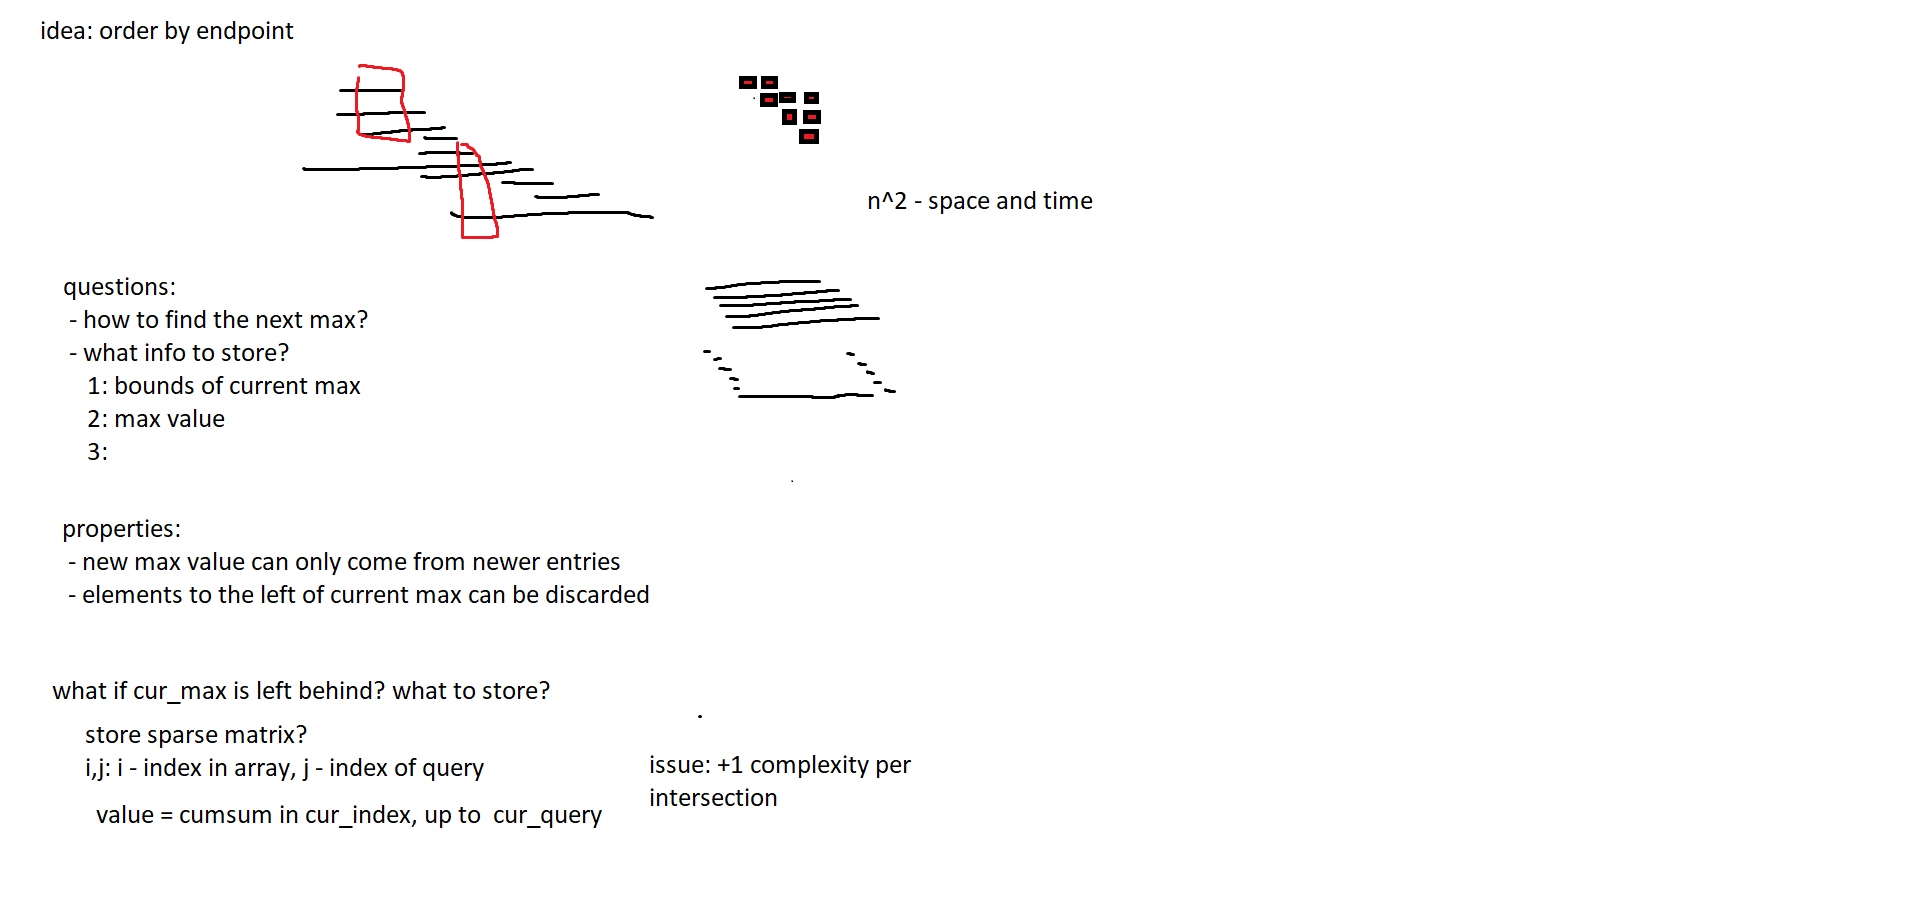 idea: order by endpoint
n^2 - space and time
questions:
- how to find the next max?
- what info to store?
1: bounds of current max
2: max value
3:
properties:
- new max value can only come from newer entries
- elements to the left of current max can be discarded
what if cur_max is left behind? what to store?
store sparse matrix?
i,j: i - index in array, j - index of query
value = cumsum in cur_index, up to  cur_query
issue: +1 complexity per
intersection